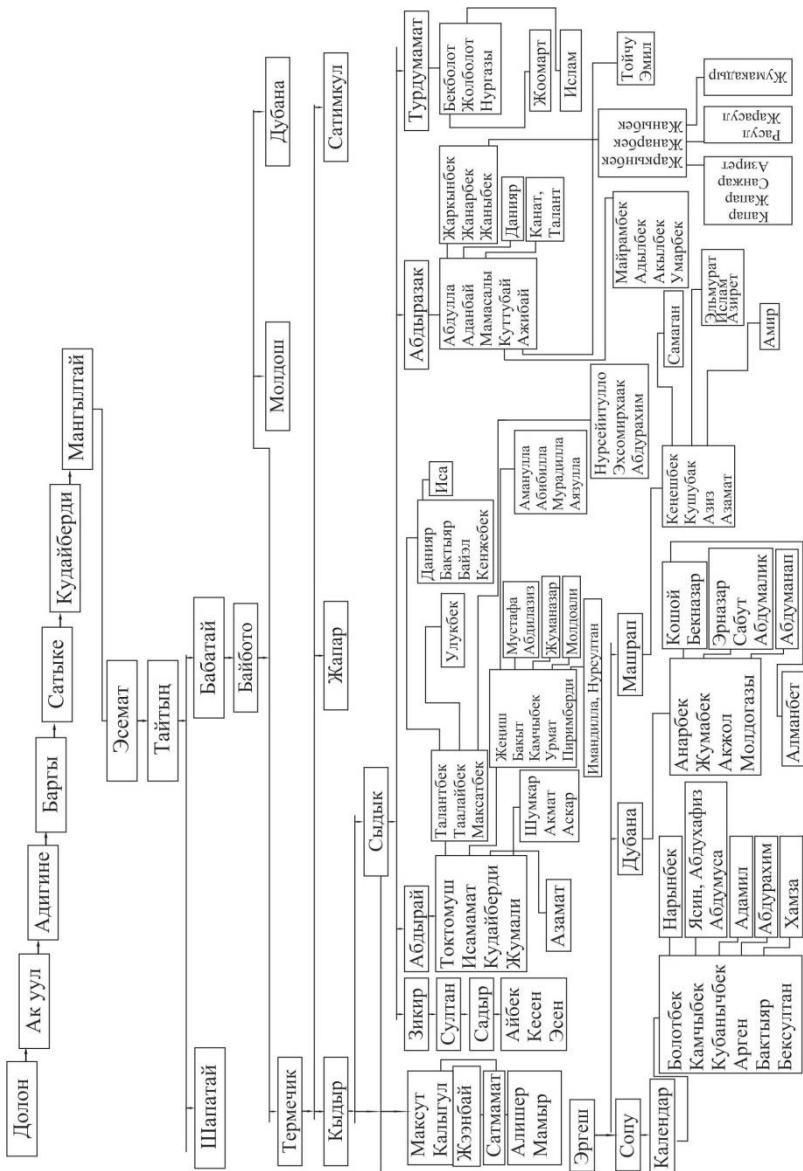 Долон
Ак уул
Адигине
Баргы
Сатыке
Кудайберди
Мангылтай
Эсемат
Тайтың
Шапатай
Бабатай
Байбото
Термечик
Молдош
Дубана
Кыдыр
Жапар
Сатимкул
Сыдык
Максут
Калыгул
Жээнбай
Сатмамат
Алишер
Мамыр
Зикир
Султан
Садыр
Айбек
Кесен
Эсен
Абдырай
Токтомуш
Исамамат
Кудайберди
Жумали
Азамат
Шумкар
Акмат
Аскар
Талантбек
Таалайбек
Максатбек
Улукбек
Данияр
Бактыяр
Байэл
Кенжебек
Иса
Жеңиш
Бакыт
Камчыбек
Урмат
Пиримберди
Мустафа
Абдилазиз
Жуманазар
Молдоали
Имандилла, Нурсултан
Аманулла
Абибилла
Мурадилла
Аязулла
Нурсейитулло
Эхсомирхаак
Абдурахим
Абдыразак
Абдулла
Аданбай
Мамасалы
Куттубай
Ажибай
Жаркынбек
Жанарбек
Жаныбек
Данияр
Канат,
Талант
Майрамбек
Адылбек
Акылбек
Умарбек
Турдумамат
Бекболот
Жолболот
Нургазы
Жоомарт
Ислам
Тойчу
Эмил
Жаркынбек
Жанарбек
Жаныбек
Капар
Жапар
Санжар
Азирет
Расул
Жарасул
Жумакадыр
Эргеш
Сопу
Календар
Болотбек
Камчыбек
Кубанычбек
Арген
Бактыяр
Бексултан
Нарынбек
Ясин, Абдухафиз
Абдумуса
Адамил
Абдурахим
Хамза
Дубана
Анарбек
Жумабек
Акжол
Молдогазы
Алманбет
Кошой
Бекназар
Эрназар
Сабут
Абдумалик
Абдуманап
Машрап
Кеңешбек
Кушубак
Азиз
Азамат
Самаган
Эльмурат
Ислам
Азирет
Амир